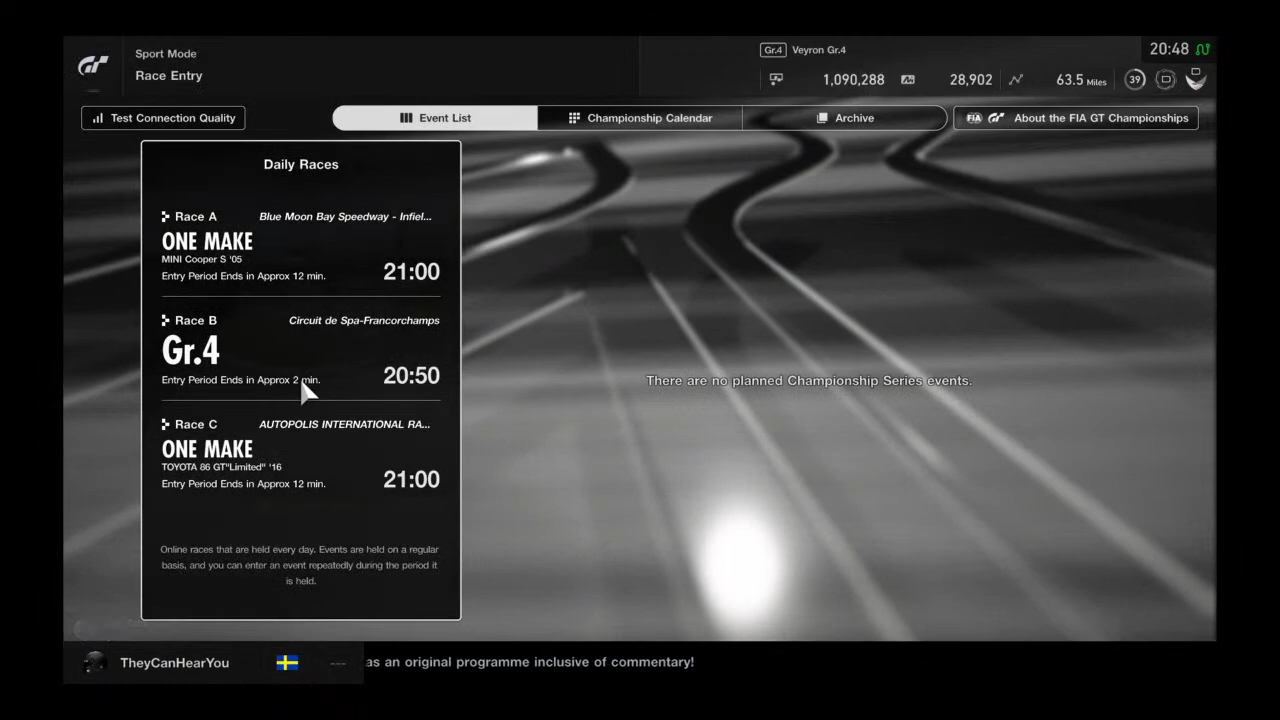 Sport Mode
Race Entry
Gr.4 Veyron Gr.4
20:48
1,090,288 28,902 63.5 Miles 39
Test Connection Quality
Event List
Championship Calendar
Archive
FIA GT About the FIA GT Championships
Daily Races
Race A Blue Moon Bay Speedway - Infiel...
ONE MAKE
MINI Cooper S '05
Entry Period Ends in Approx 12 min. 21:00
Race B Circuit de Spa-Francorchamps
Gr.4
Entry Period Ends in Approx 2 min. 20:50
Race C AUTOPOLIS INTERNATIONAL RA...
ONE MAKE
TOYOTA 86 GT"Limited" '16
Entry Period Ends in Approx 12 min. 21:00
Online races that are held every day. Events are held on a regular
basis, and you can enter an event repeatedly during the period it
is held.
There are no planned Championship Series events.
TheyCanHearYou --- as an original programme inclusive of commentary!